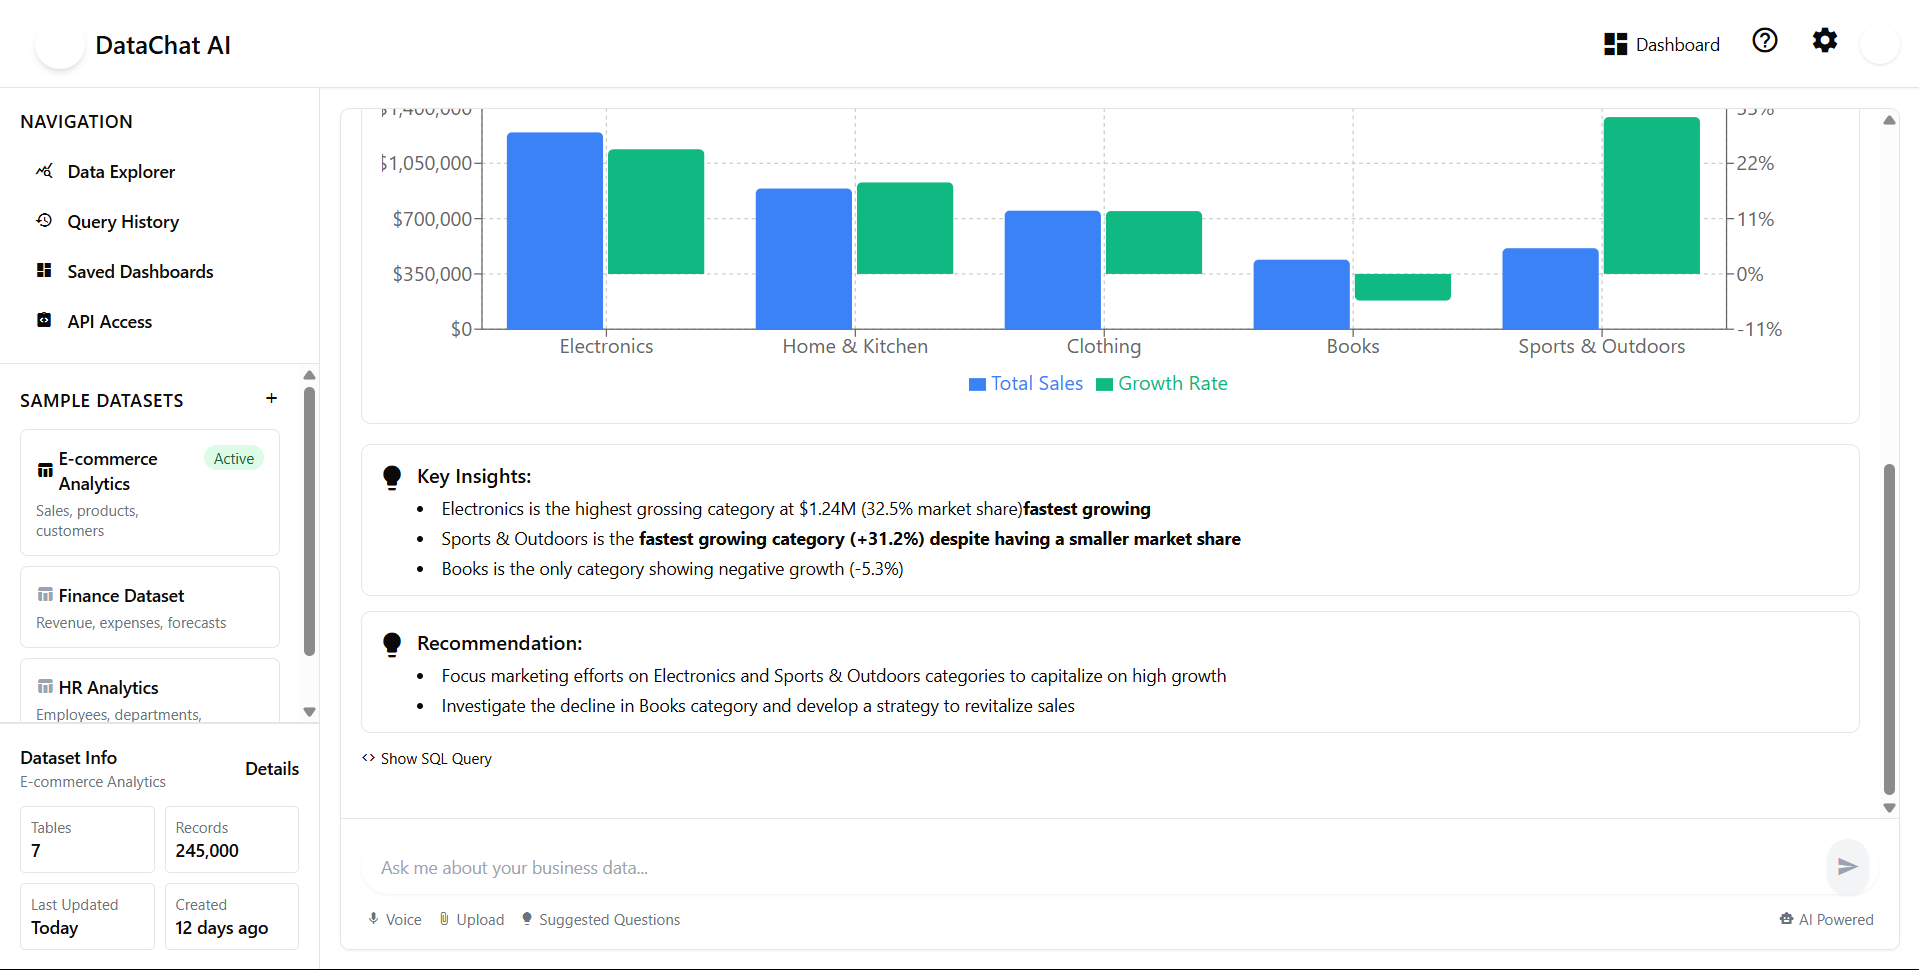 DataChat AI
Dashboard
NAVIGATION
Data Explorer
Query History
Saved Dashboards
API Access
SAMPLE DATASETS +
E-commerce Analytics
Active
Sales, products,
customers
Finance Dataset
Revenue, expenses, forecasts
HR Analytics
Employees, departments,
Dataset Info
E-commerce Analytics
Details
Tables
7
Records
245,000
Last Updated
Today
Created
12 days ago
$1,400,000
$1,050,000
$700,000
$350,000
$0
33%
22%
11%
0%
-11%
Electronics
Home & Kitchen
Clothing
Books
Sports & Outdoors
Total Sales
Growth Rate
Key Insights:
Electronics is the highest grossing category at $1.24M (32.5% market share)fastest growing
Sports & Outdoors is the fastest growing category (+31.2%) despite having a smaller market share
Books is the only category showing negative growth (-5.3%)
Recommendation:
Focus marketing efforts on Electronics and Sports & Outdoors categories to capitalize on high growth
Investigate the decline in Books category and develop a strategy to revitalize sales
<> Show SQL Query
Ask me about your business data...
Voice
Upload
Suggested Questions
AI Powered